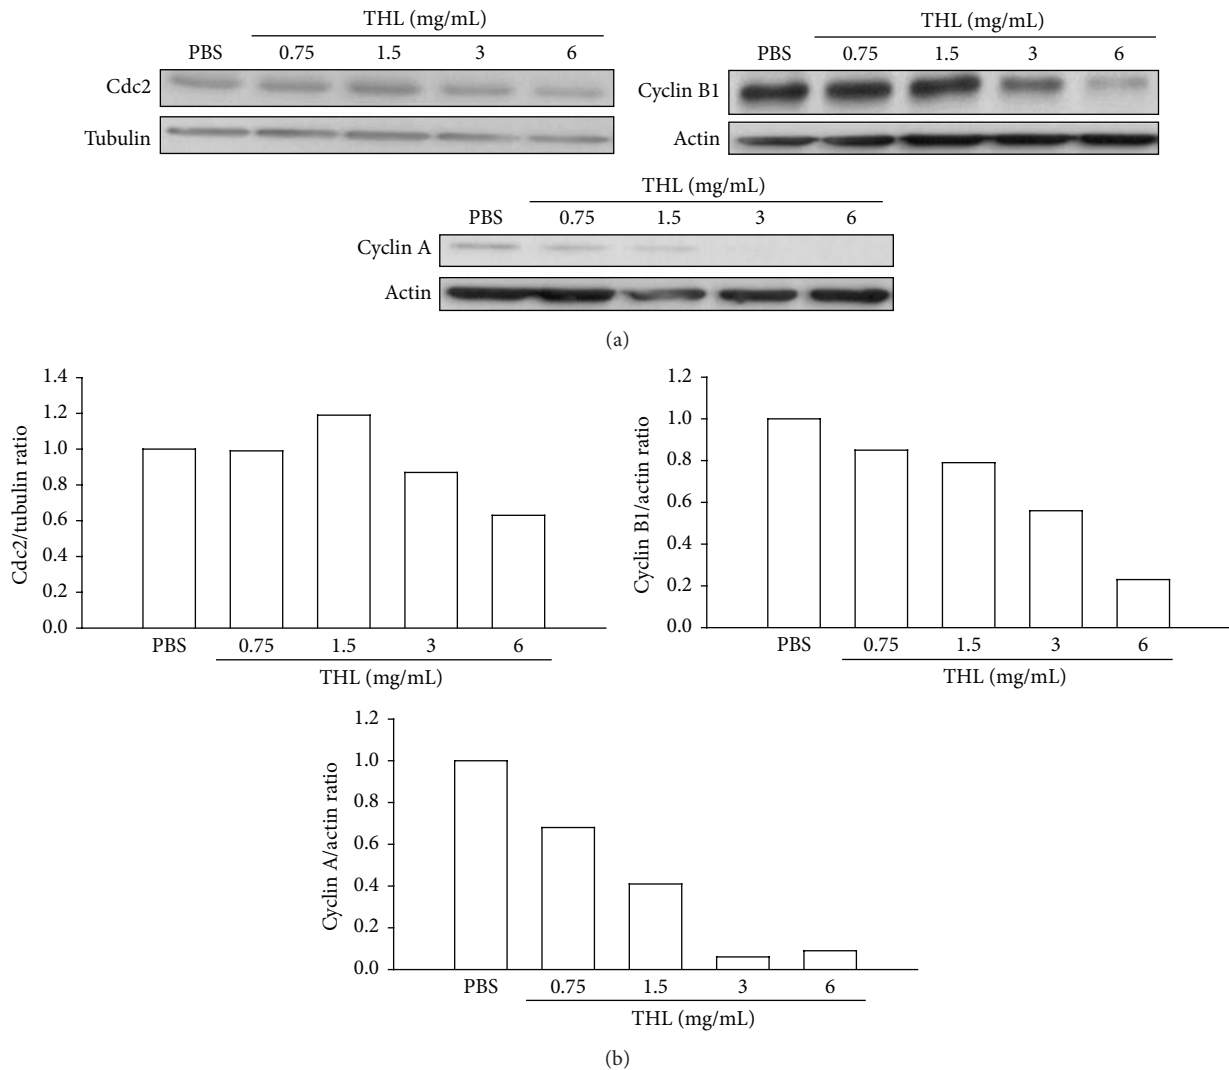 THL (mg/mL)
PBS 0.75 1.5 3 6
Cdc2
Tubulin
THL (mg/mL)
PBS 0.75 1.5 3 6
Cyclin B1
Actin
THL (mg/mL)
PBS 0.75 1.5 3 6
Cyclin A
Actin
(a)
Cdc2/tubulin ratio
1.4
1.2
1.0
0.8
0.6
0.4
0.2
0.0
PBS 0.75 1.5 3 6
THL (mg/mL)
Cyclin B1/actin ratio
1.2
1.0
0.8
0.6
0.4
0.2
0.0
PBS 0.75 1.5 3 6
THL (mg/mL)
Cyclin A/actin ratio
1.2
1.0
0.8
0.6
0.4
0.2
0.0
PBS 0.75 1.5 3 6
THL (mg/mL)
(b)